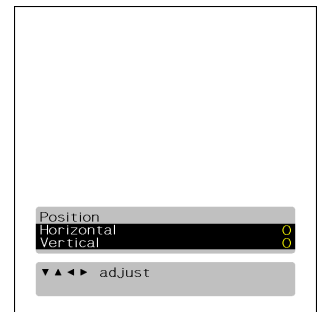 Position
Horizontal 0
Vertical 0
▼▲◄► adjust